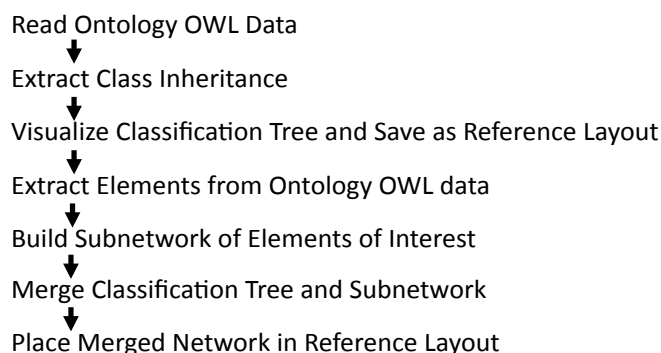 Read Ontology OWL Data
Extract Class Inheritance
Visualize Classification Tree and Save as Reference Layout
Extract Elements from Ontology OWL data
Build Subnetwork of Elements of Interest
Merge Classification Tree and Subnetwork
Place Merged Network in Reference Layout